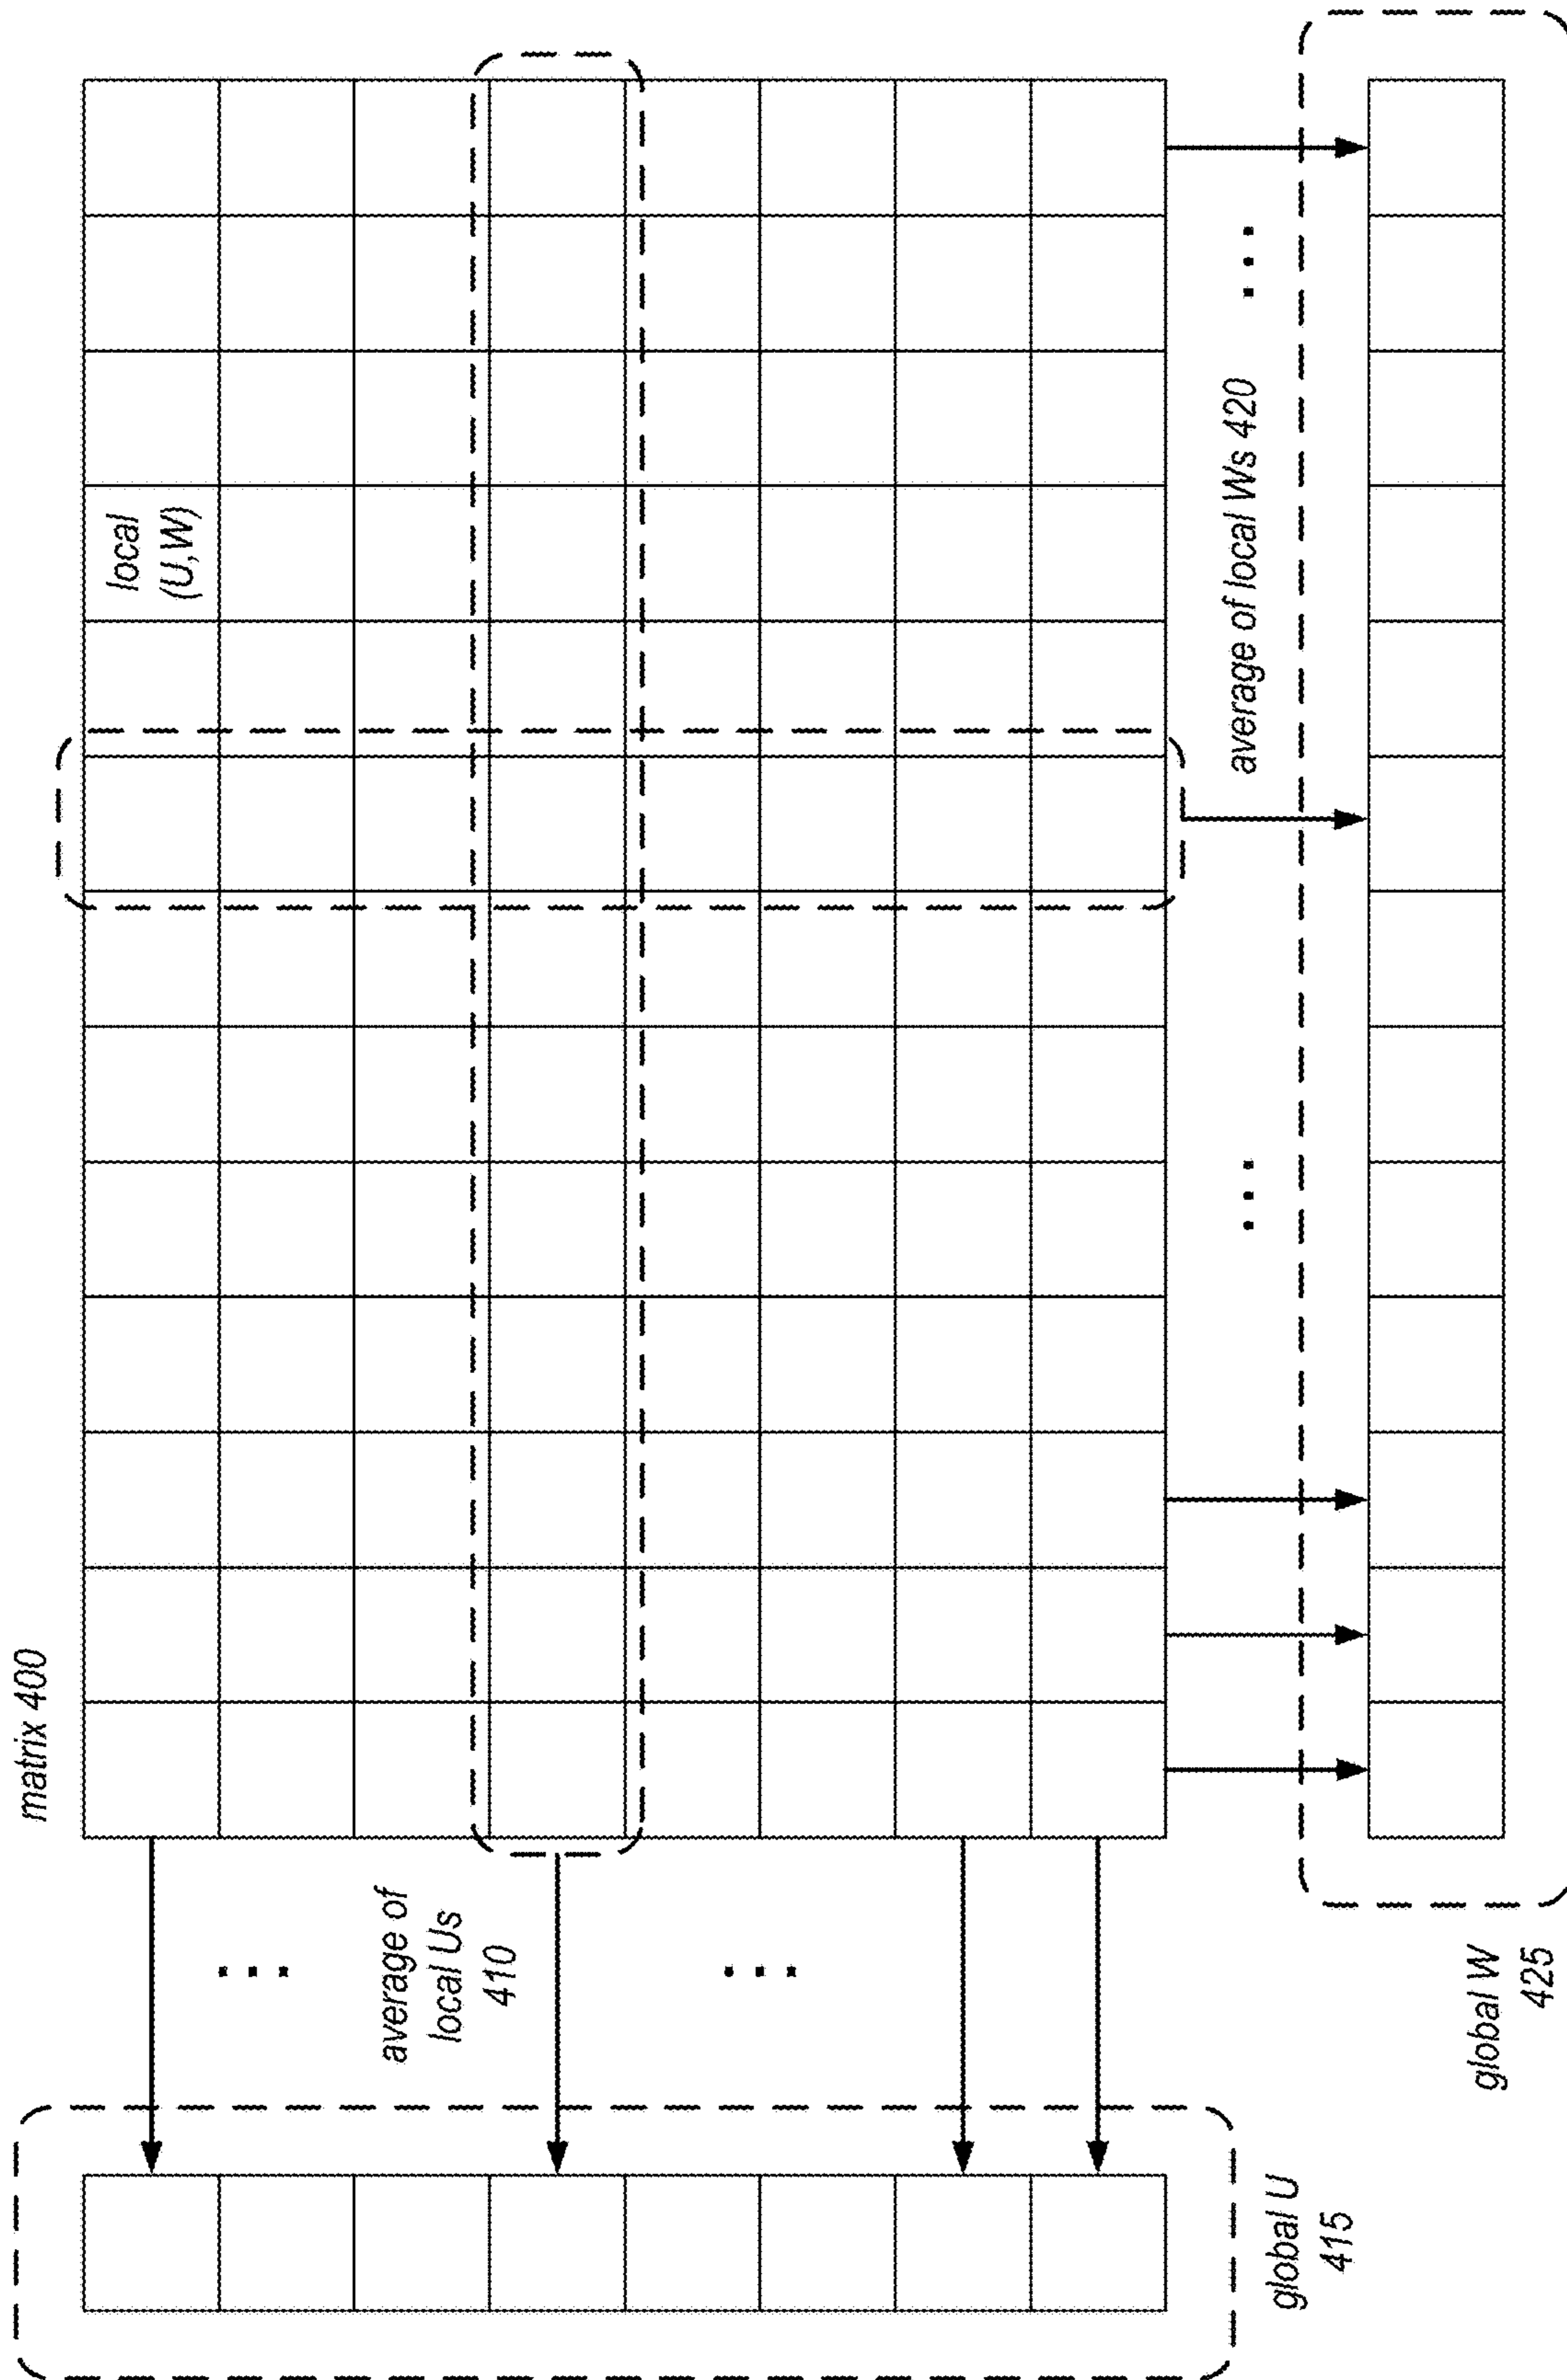 matrix 400
local
(U,W)
average of
local Us
410
average of local Ws 420
global U
415
global W
425